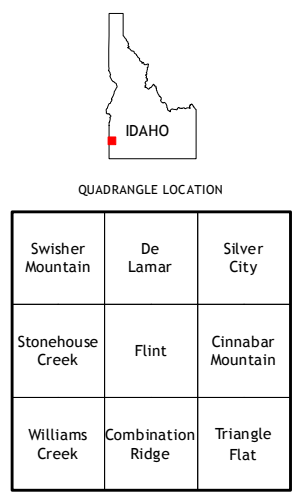 IDAHO
QUADRANGLE LOCATION
Swisher
Mountain
De
Lamar
Silver
City
Stonehouse
Creek
Flint
Cinnabar
Mountain
Williams
Creek
Combination
Ridge
Triangle
Flat